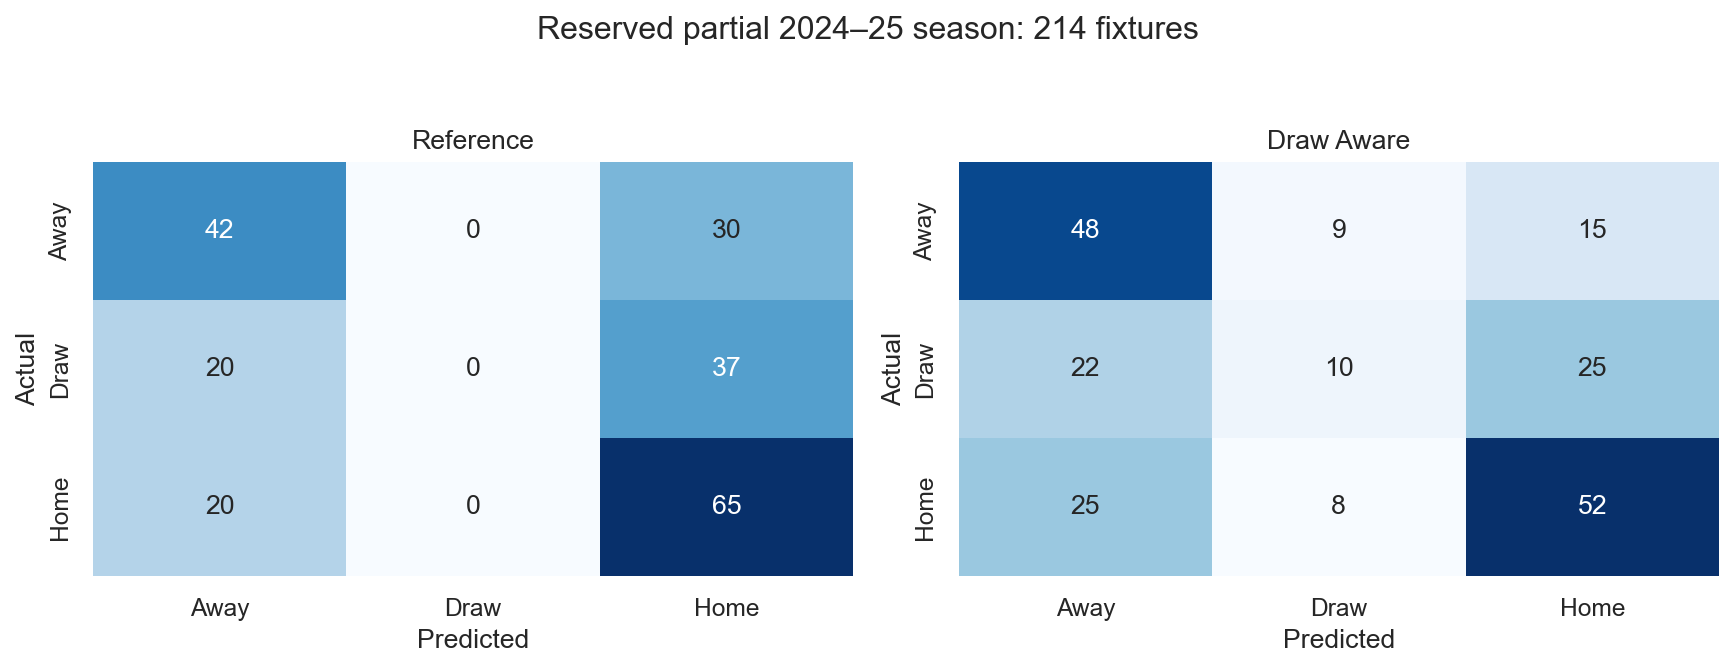 Reserved partial 2024–25 season: 214 fixtures
Reference
Actual
Away
42 0 30
Draw
20 0 37
Home
20 0 65
Away Draw Home
Predicted
Draw Aware
Actual
Away
48 9 15
Draw
22 10 25
Home
25 8 52
Away Draw Home
Predicted